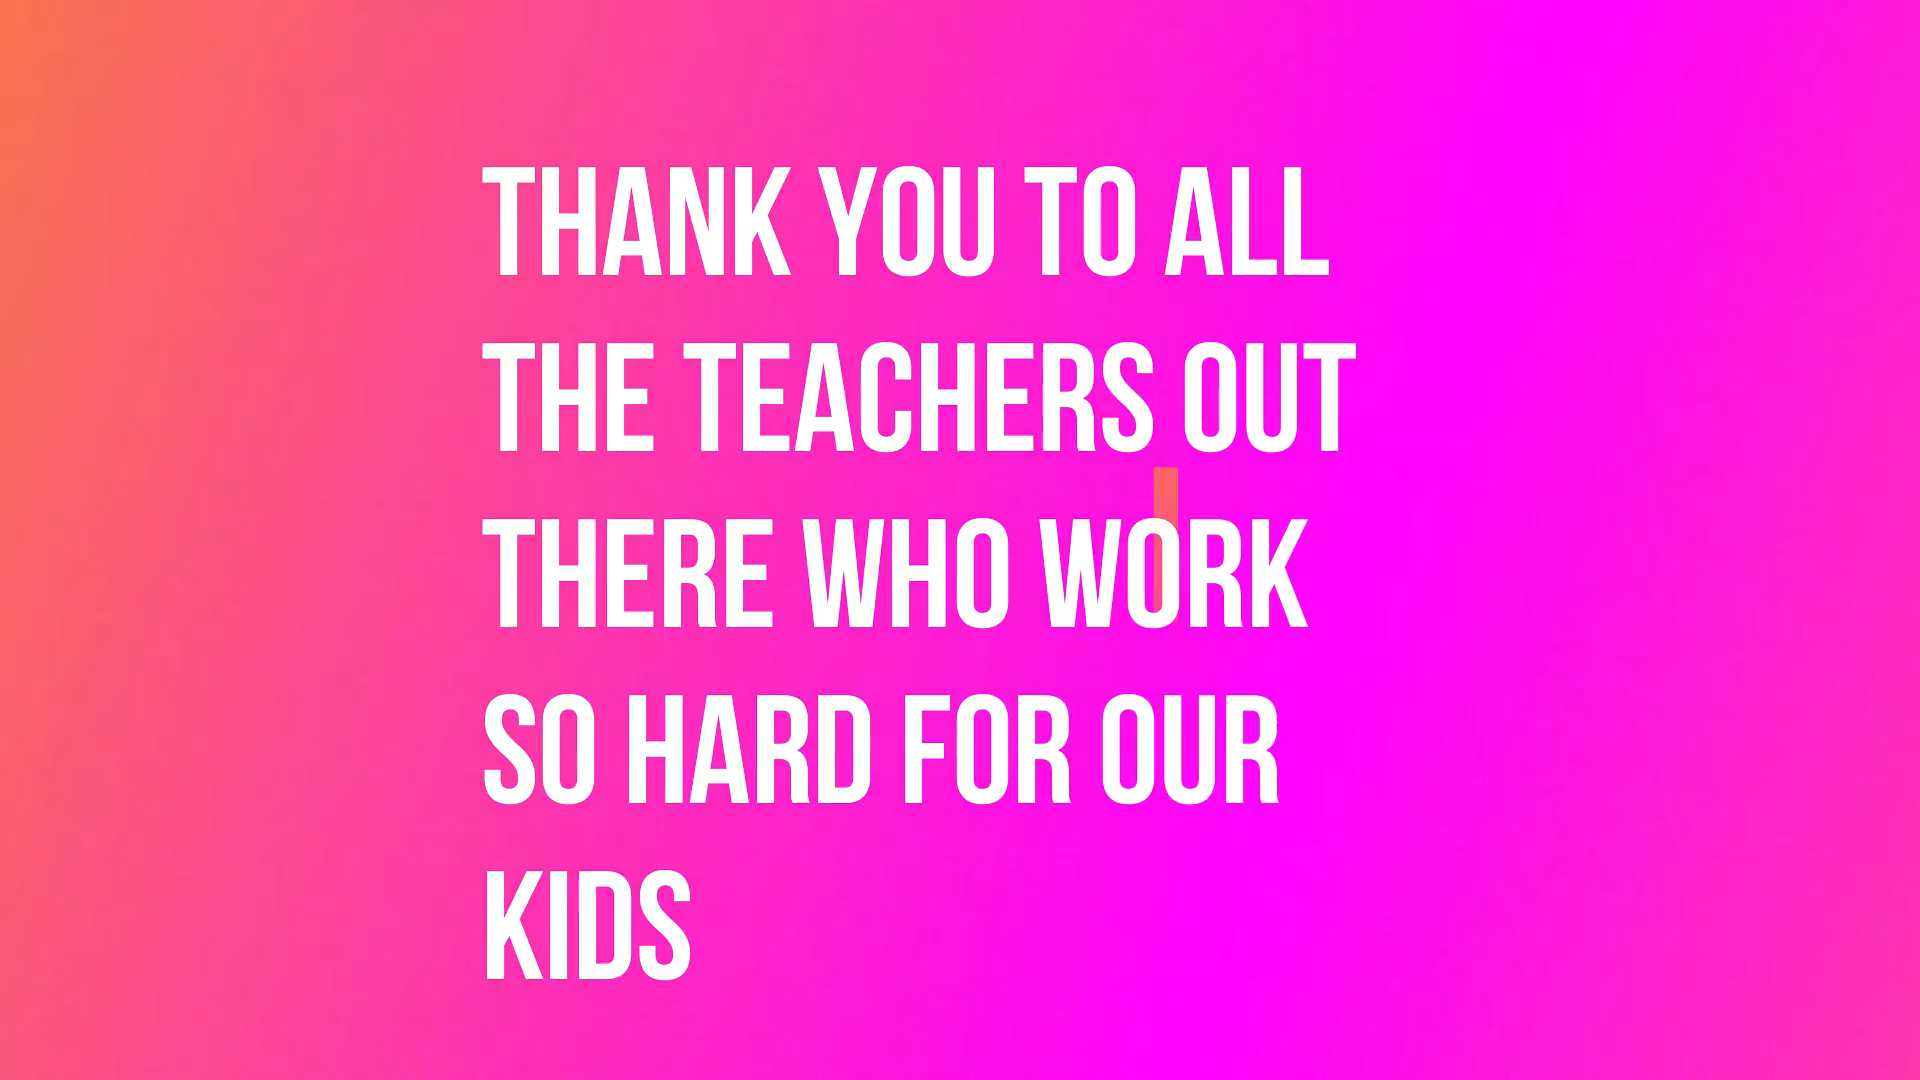 THANK YOU TO ALL
THE TEACHERS OUT
THERE WHO WORK
SO HARD FOR OUR
KIDS